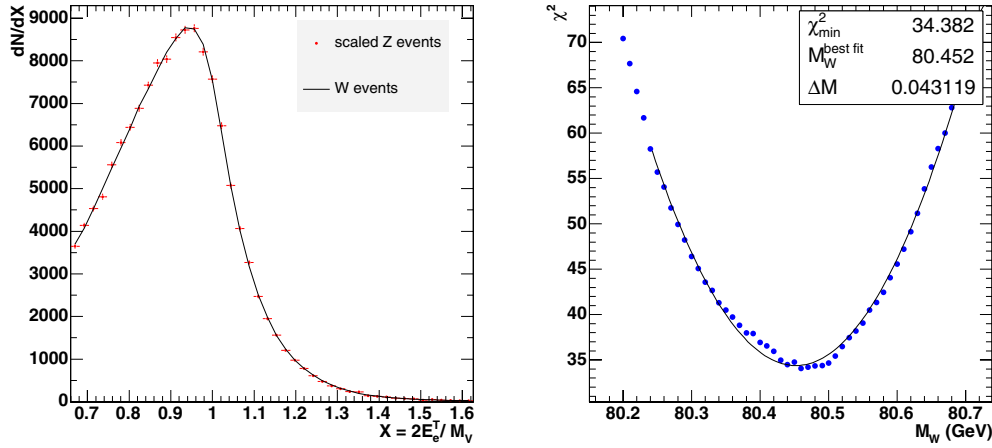 dN/dX
9000
8000
7000
6000
5000
4000
3000
2000
1000
0
scaled Z events
W events
0.7 0.8 0.9 1 1.1 1.2 1.3 1.4 1.5 1.6
X = 2E_e^T / M_V
χ²
70
65
60
55
50
45
40
35
χ²_min 34.382
M_W^best fit 80.452
ΔM 0.043119
80.2 80.3 80.4 80.5 80.6 80.7
M_W (GeV)